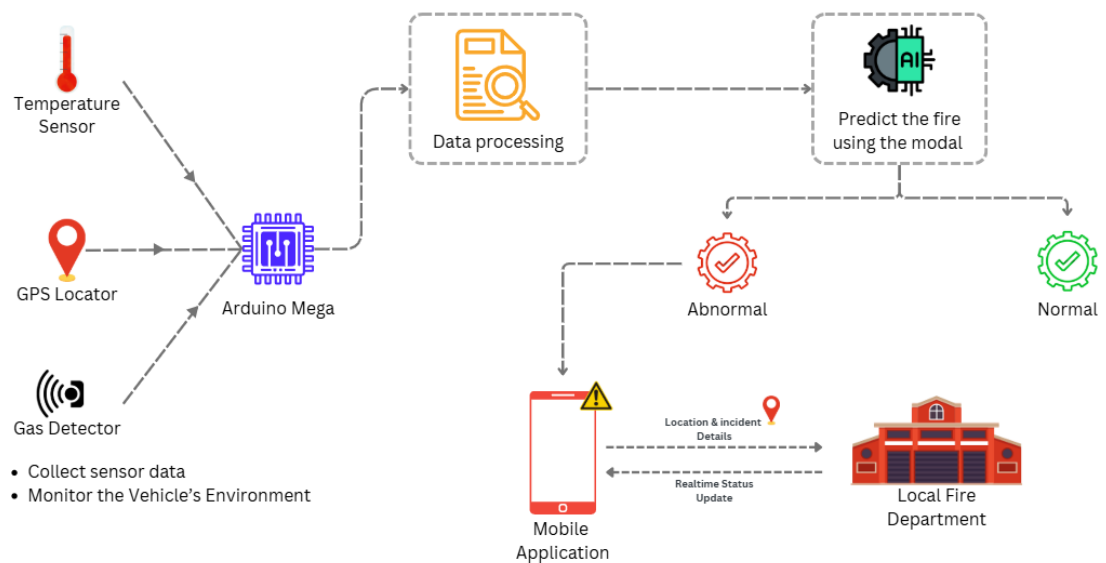 Temperature
Sensor
GPS Locator
Gas Detector
• Collect sensor data
• Monitor the Vehicle's Environment
Arduino Mega
Data processing
AI
Predict the fire
using the modal
Abnormal
Normal
Mobile
Application
Location & incident
Details
Realtime Status
Update
Local Fire
Department